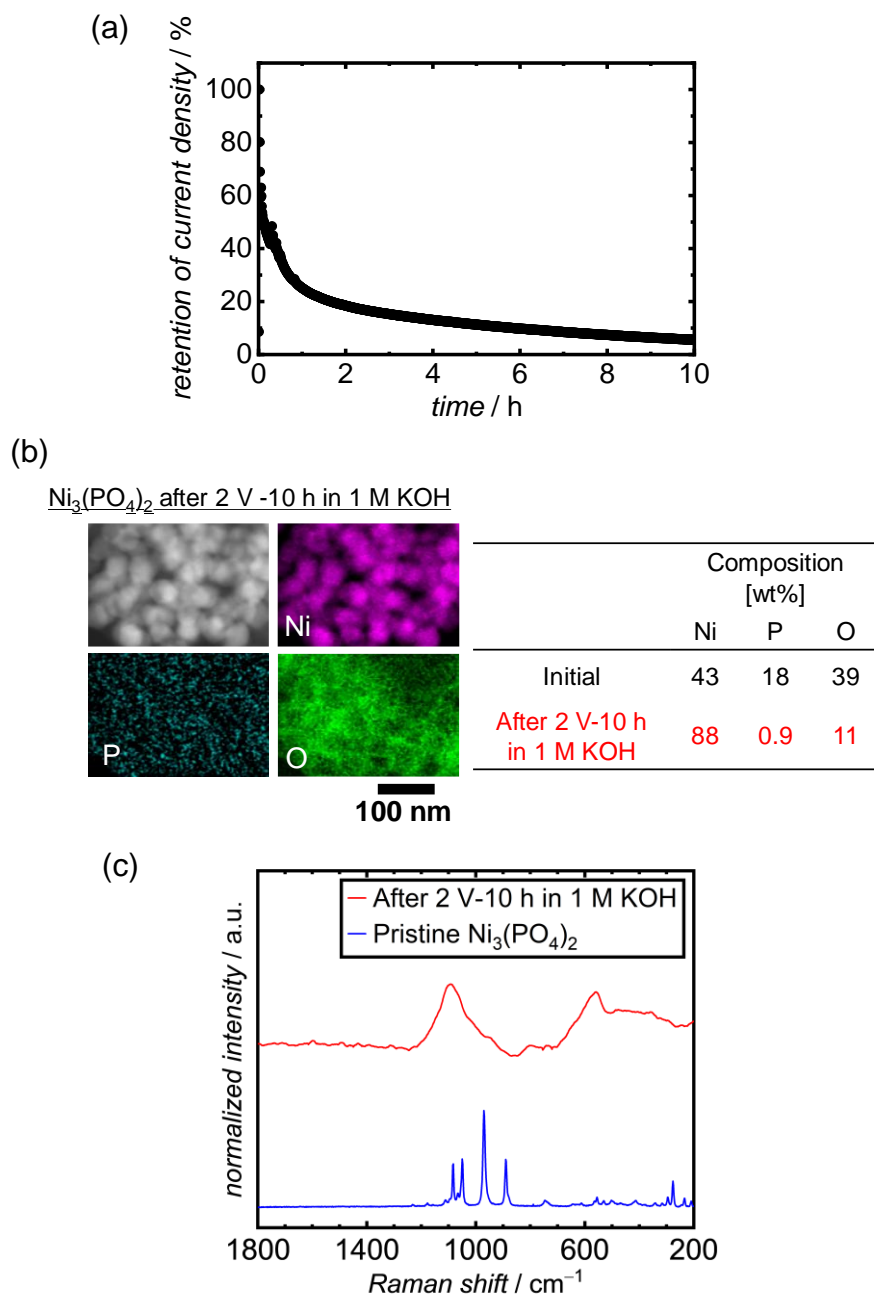 (a)
retention of current density / %
100
80
60
40
20
0
0 2 4 6 8 10
time / h
(b)
Ni₃(PO₄)₂ after 2 V -10 h in 1 M KOH
Ni
P
O
100 nm
Composition
[wt%]
Ni P O
Initial 43 18 39
After 2 V-10 h
in 1 M KOH
88 0.9 11
(c)
normalized intensity / a.u.
After 2 V-10 h in 1 M KOH
Pristine Ni₃(PO₄)₂
1800 1400 1000 600 200
Raman shift / cm⁻¹